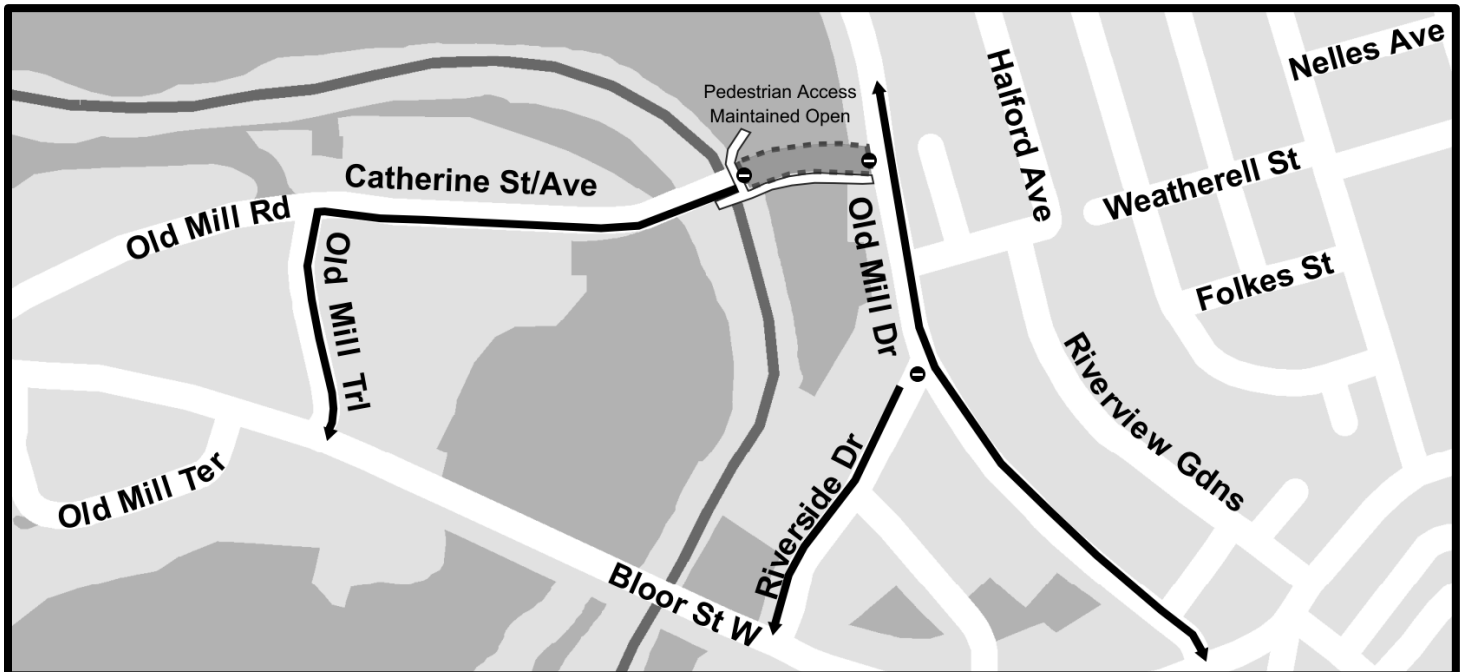 Nelles Ave
Halford Ave
Pedestrian Access
Maintained Open
Weatherell St
Catherine St/Ave
Old Mill Rd
Old Mill Dr
Old Mill Trl
Folkes St
Riverview Gdns
Old Mill Ter
Riverside Dr
Bloor St W